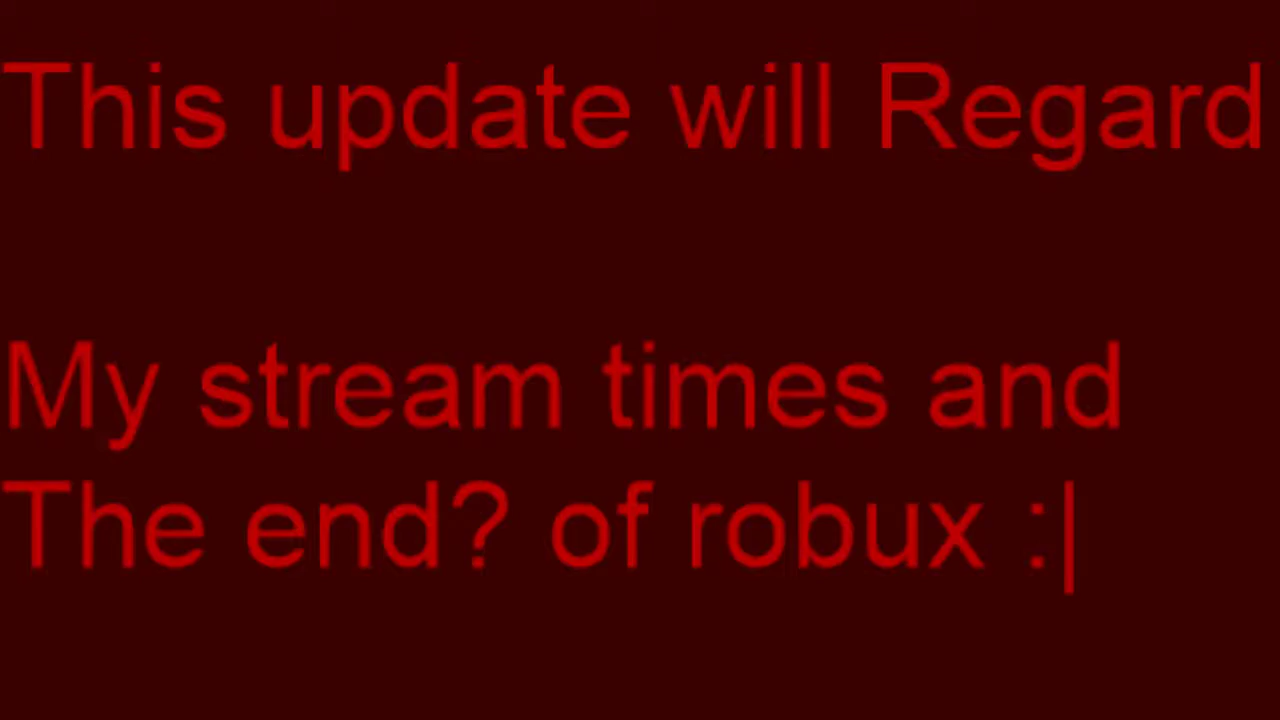 This update will Regard
My stream times and
The end? of robux :|